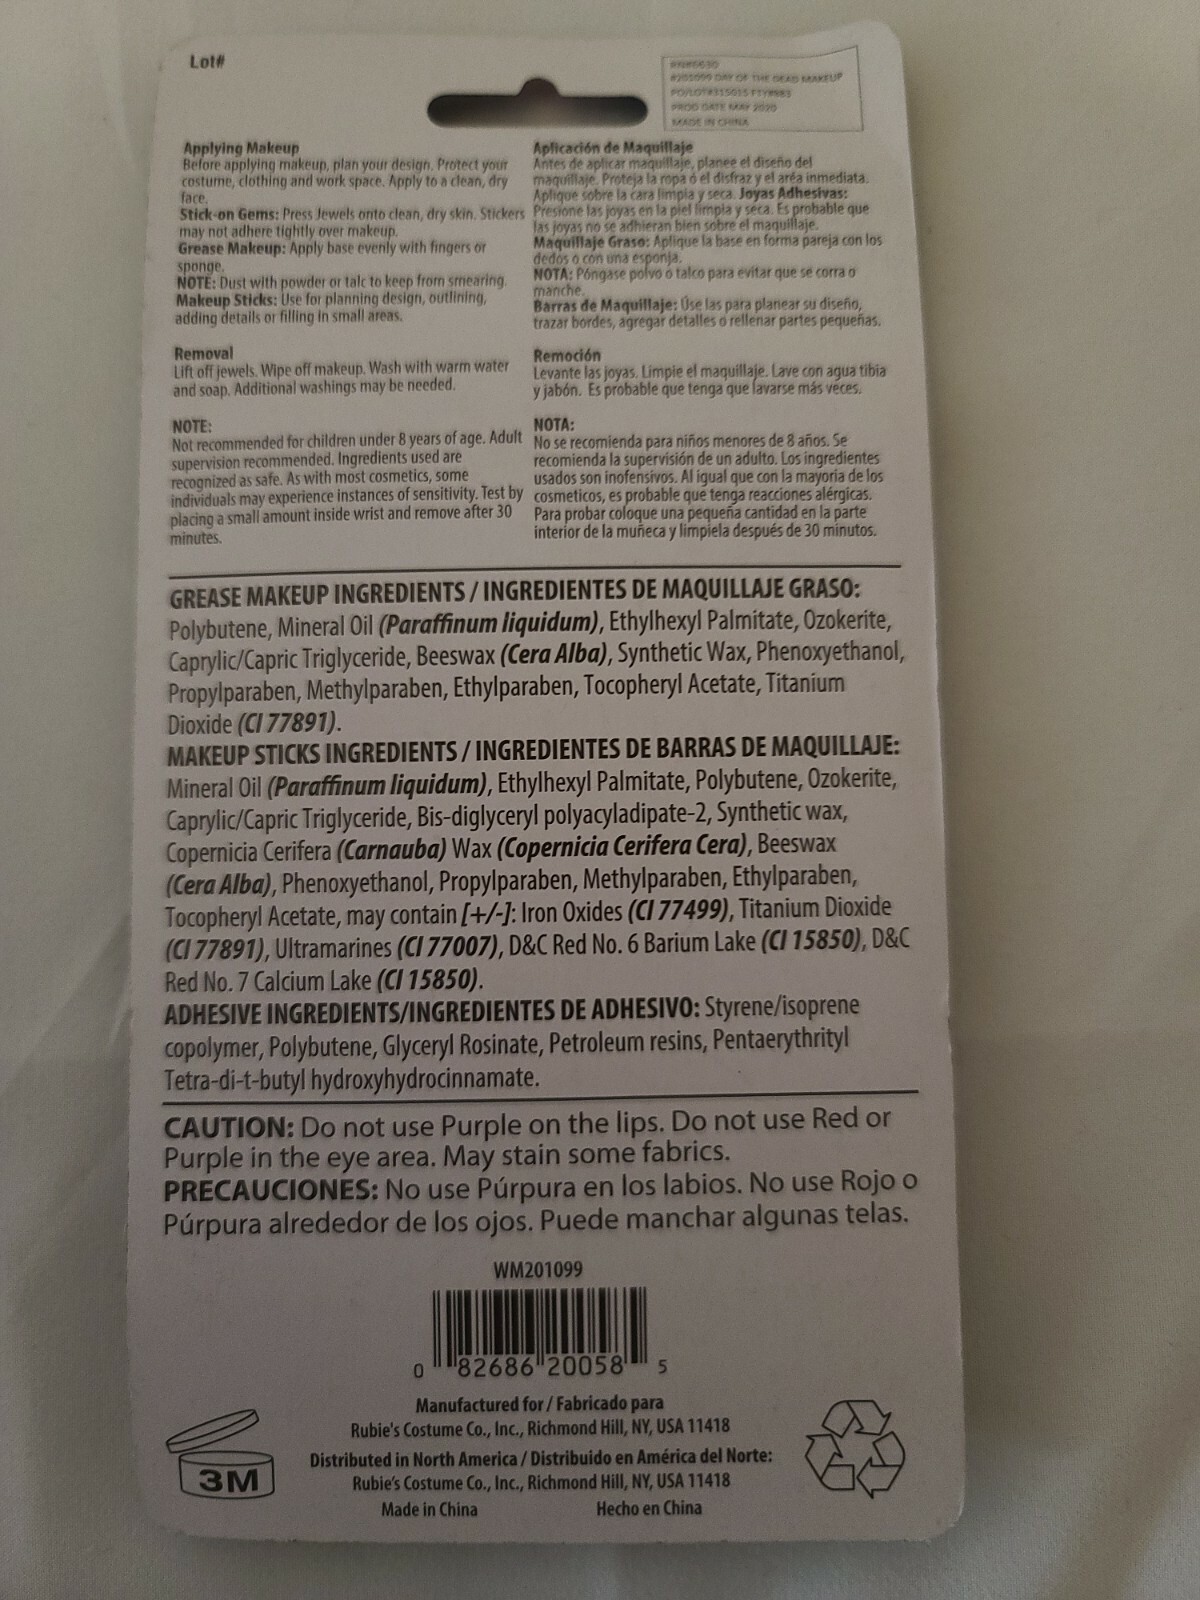 Lot#
RN#6630
#201099 DAY OF THE DEAD MAKEUP
PROD DATE MAY 2020
MADE IN CHINA
Applying Makeup
Before applying makeup, plan your design. Protect your
costume, clothing and work space. Apply to a clean, dry
face.
Stick-on Gems: Press Jewels onto clean, dry skin. Stickers
may not adhere tightly over makeup.
Grease Makeup: Apply base evenly with fingers or
sponge.
NOTE: Dust with powder or talc to keep from smearing.
Makeup Sticks: Use for planning design, outlining,
adding details or filling in small areas.
Removal
Lift off jewels. Wipe off makeup. Wash with warm water
and soap. Additional washings may be needed.
NOTE:
Not recommended for children under 8 years of age. Adult
supervision recommended. Ingredients used are
recognized as safe. As with most cosmetics, some
individuals may experience instances of sensitivity. Test by
placing a small amount inside wrist and remove after 30
minutes.
Aplicación de Maquillaje
Antes de aplicar maquillaje, planee el diseño del
maquillaje. Proteja la ropa ó el disfraz y el aréa inmediata.
Aplique sobre la cara limpia y seca. Joyas Adhesivas:
Presione las joyas en la piel limpia y seca. Es probable que
las joyas no se adhieran bien sobre el maquillaje.
Maquillaje Graso: Aplique la base en forma pareja con los
dedos o con una esponja.
NOTA: Póngase polvo o talco para evitar que se corra o
manche.
Barras de Maquillaje: Úse las para planear su diseño,
trazar bordes, agregar detalles o rellenar partes pequeñas.
Remoción
Levante las joyas. Limpie el maquillaje. Lave con agua tibia
y jabón. Es probable que tenga que lavarse más veces.
NOTA:
No se recomienda para niños menores de 8 años. Se
recomienda la supervisión de un adulto. Los ingredientes
usados son inofensivos. Al igual que con la mayoría de los
cosmeticos, es probable que tenga reacciones alérgicas.
Para probar coloque una pequeña cantidad en la parte
interior de la muñeca y limpiela después de 30 minutos.
GREASE MAKEUP INGREDIENTS / INGREDIENTES DE MAQUILLAJE GRASO:
Polybutene, Mineral Oil (Paraffinum liquidum), Ethylhexyl Palmitate, Ozokerite,
Caprylic/Capric Triglyceride, Beeswax (Cera Alba), Synthetic Wax, Phenoxyethanol,
Propylparaben, Methylparaben, Ethylparaben, Tocopheryl Acetate, Titanium
Dioxide (CI 77891).
MAKEUP STICKS INGREDIENTS / INGREDIENTES DE BARRAS DE MAQUILLAJE:
Mineral Oil (Paraffinum liquidum), Ethylhexyl Palmitate, Polybutene, Ozokerite,
Caprylic/Capric Triglyceride, Bis-diglyceryl polyacyladipate-2, Synthetic wax,
Copernicia Cerifera (Carnauba) Wax (Copernicia Cerifera Cera), Beeswax
(Cera Alba), Phenoxyethanol, Propylparaben, Methylparaben, Ethylparaben,
Tocopheryl Acetate, may contain [+/-]: Iron Oxides (CI 77499), Titanium Dioxide
(CI 77891), Ultramarines (CI 77007), D&C Red No. 6 Barium Lake (CI 15850), D&C
Red No. 7 Calcium Lake (CI 15850).
ADHESIVE INGREDIENTS/INGREDIENTES DE ADHESIVO: Styrene/isoprene
copolymer, Polybutene, Glyceryl Rosinate, Petroleum resins, Pentaerythrityl
Tetra-di-t-butyl hydroxyhydrocinnamate.
CAUTION: Do not use Purple on the lips. Do not use Red or
Purple in the eye area. May stain some fabrics.
PRECAUCIONES: No use Púrpura en los labios. No use Rojo o
Púrpura alrededor de los ojos. Puede manchar algunas telas.
WM201099
0 82686 20058 5
Manufactured for / Fabricado para
Rubie's Costume Co., Inc., Richmond Hill, NY, USA 11418
Distributed in North America / Distribuido en América del Norte:
Rubie's Costume Co., Inc., Richmond Hill, NY, USA 11418
Made in China Hecho en China
3M